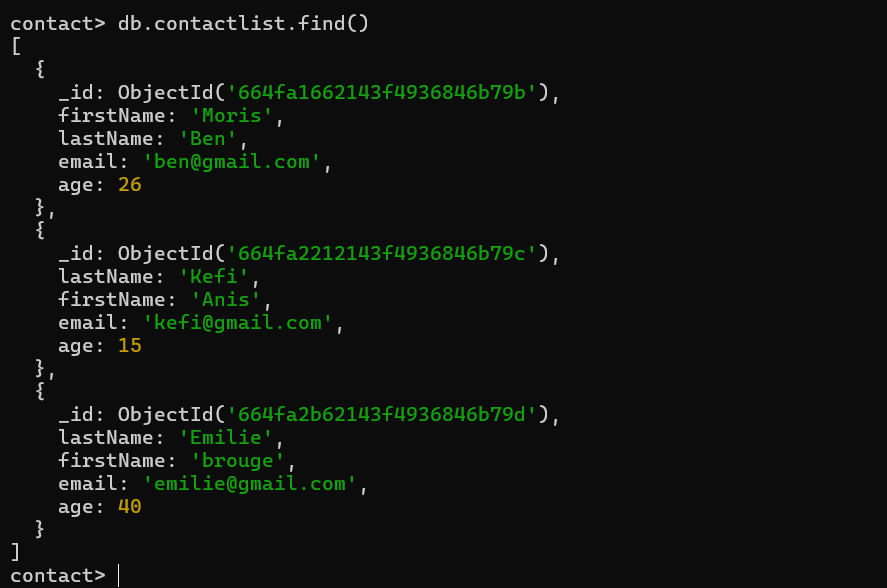 contact> db.contactlist.find()
[
  {
    _id: ObjectId('664fa1662143f4936846b79b'),
    firstName: 'Moris',
    lastName: 'Ben',
    email: 'ben@gmail.com',
    age: 26
  },
  {
    _id: ObjectId('664fa2212143f4936846b79c'),
    lastName: 'Kefi',
    firstName: 'Anis',
    email: 'kefi@gmail.com',
    age: 15
  },
  {
    _id: ObjectId('664fa2b62143f4936846b79d'),
    lastName: 'Emilie',
    firstName: 'brouge',
    email: 'emilie@gmail.com',
    age: 40
  }
]
contact>